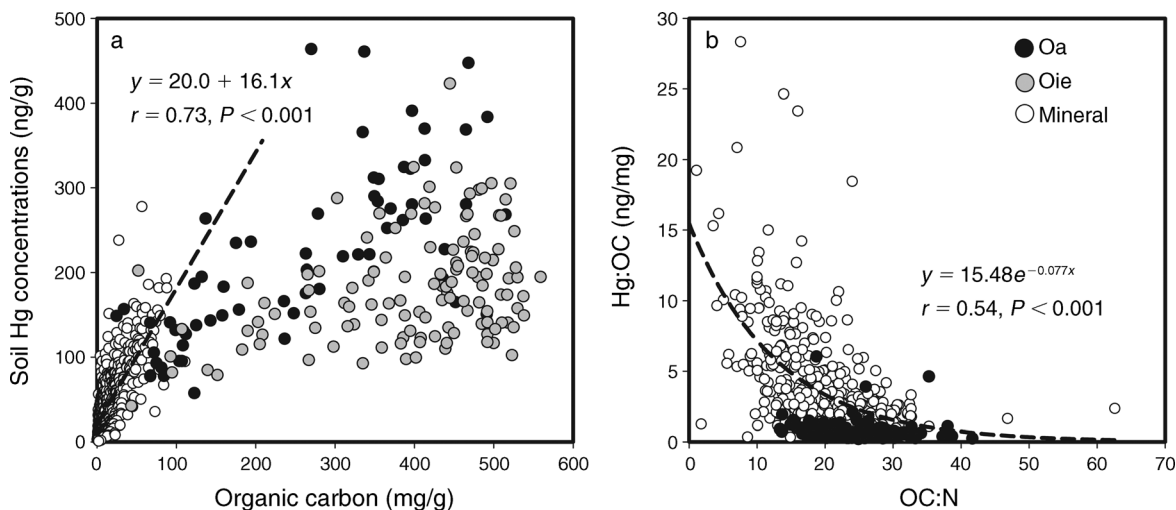 a
y = 20.0 + 16.1x
r = 0.73, P < 0.001
Soil Hg concentrations (ng/g)
500
400
300
200
100
0
0 100 200 300 400 500 600
Organic carbon (mg/g)
b
Oa
Oie
Mineral
y = 15.48e^−0.077x
r = 0.54, P < 0.001
Hg:OC (ng/mg)
30
25
20
15
10
5
0
0 10 20 30 40 50 60 70
OC:N